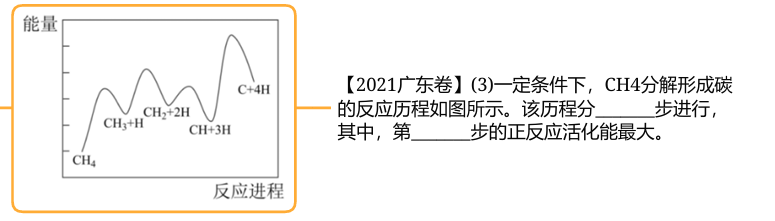 能量
C+4H
CH₂+2H
CH₃+H
CH+3H
CH₄
反应进程
【2021广东卷】(3)一定条件下，CH4分解形成碳
的反应历程如图所示。该历程分_______步进行，
其中，第_______步的正反应活化能最大。